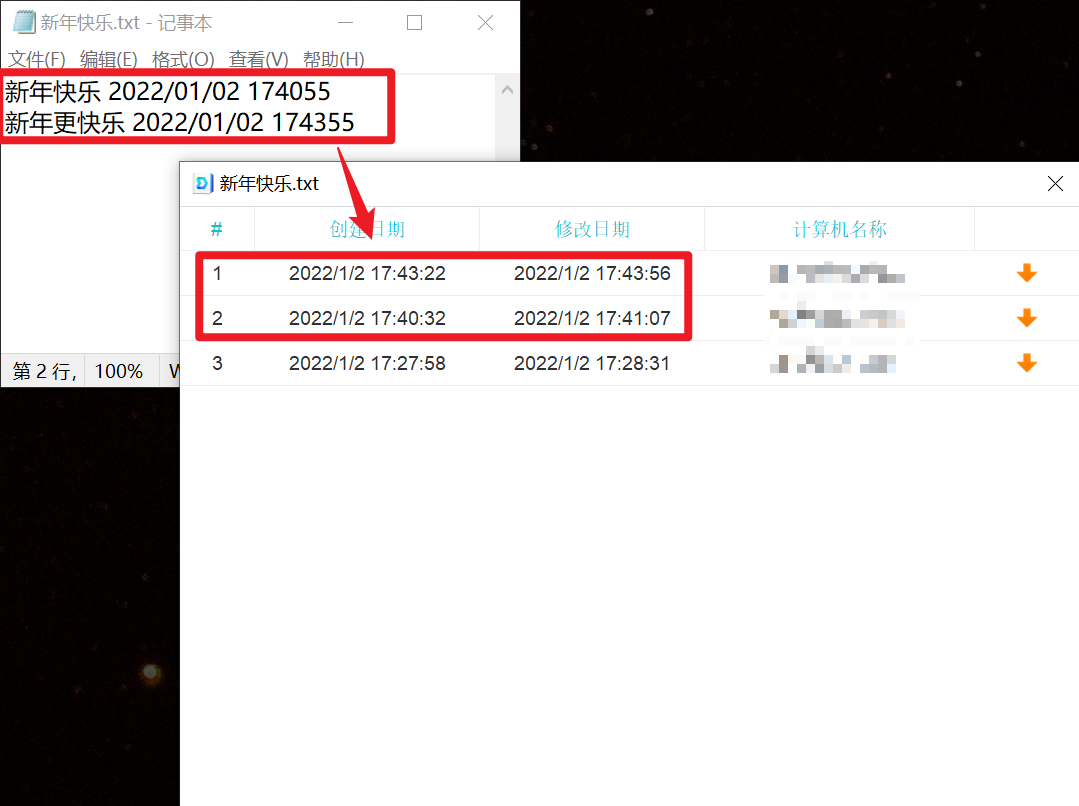 新年快乐.txt - 记事本
文件(F) 编辑(E) 格式(O) 查看(V) 帮助(H)
新年快乐 2022/01/02 174055
新年更快乐 2022/01/02 174355
新年快乐.txt
# 创建日期 修改日期 计算机名称
1 2022/1/2 17:43:22 2022/1/2 17:43:56
2 2022/1/2 17:40:32 2022/1/2 17:41:07
3 2022/1/2 17:27:58 2022/1/2 17:28:31
第 2 行, 100% W